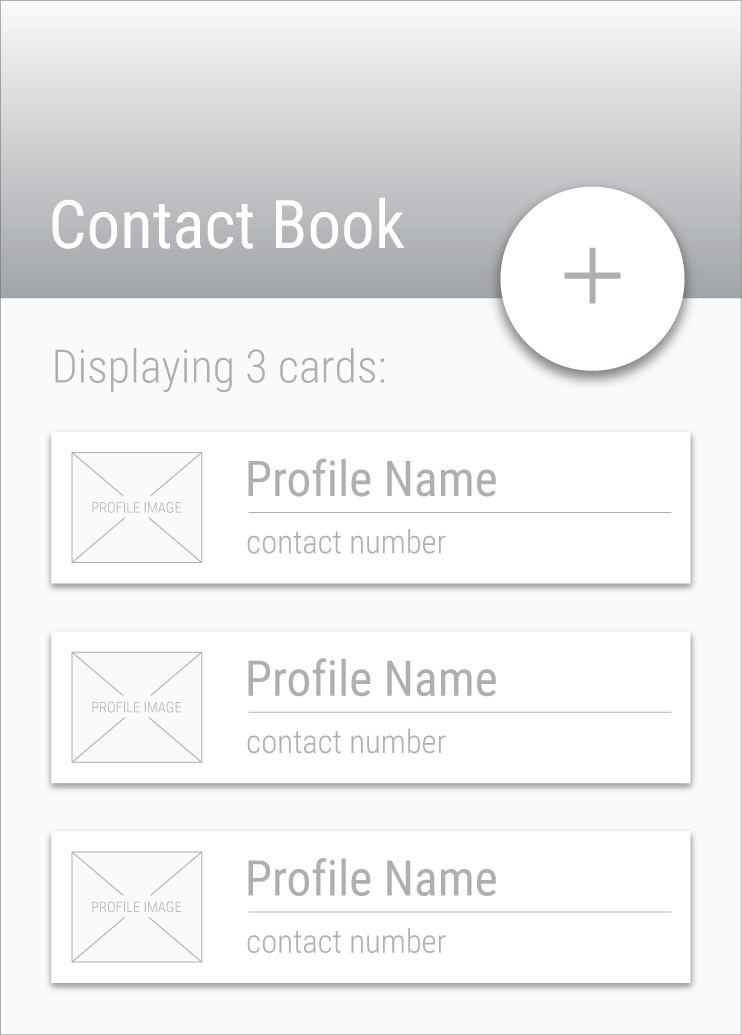 Contact Book
+
Displaying 3 cards:
PROFILE IMAGE
Profile Name
contact number
PROFILE IMAGE
Profile Name
contact number
PROFILE IMAGE
Profile Name
contact number